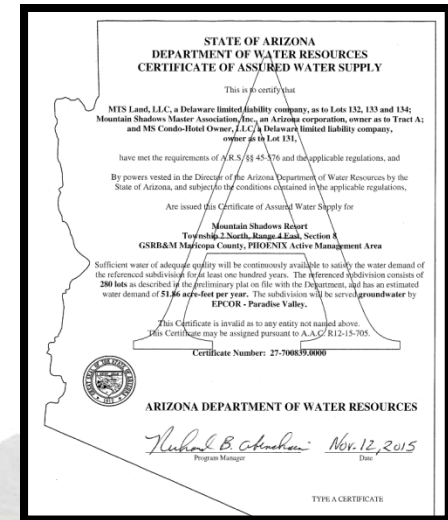 STATE OF ARIZONA
DEPARTMENT OF WATER RESOURCES
CERTIFICATE OF ASSURED WATER SUPPLY
This is to certify that
MTS Land, LLC, a Delaware limited liability company, as to Lots 132, 133 and 134;
Mountain Shadows Master Association, Inc., an Arizona corporation, owner as to Tract A;
and MS Condo-Hotel Owner, LLC, a Delaware limited liability company,
owner as to Lot 131,
have met the requirements of A.R.S. §§ 45-576 and the applicable regulations, and
By powers vested in the Director of the Arizona Department of Water Resources by the
State of Arizona, and subject to the conditions contained in the applicable regulations,
Are issued this Certificate of Assured Water Supply for
Mountain Shadows Resort
Township 2 North, Range 4 East, Section 8
GSRB&M Maricopa County, PHOENIX Active Management Area
Sufficient water of adequate quality will be continuously available to satisfy the water demand of
the referenced subdivision for at least one hundred years. The referenced subdivision consists of
280 lots as described in the preliminary plat on file with the Department, and has an estimated
water demand of 51.86 acre-feet per year. The subdivision will be served groundwater by
EPCOR - Paradise Valley.
This Certificate is invalid as to any entity not named above.
This Certificate may be assigned pursuant to A.A.C. R12-15-705.
Certificate Number: 27-700839.0000
ARIZONA DEPARTMENT OF WATER RESOURCES
Nov. 12, 2015
Program Manager Date
TYPE A CERTIFICATE